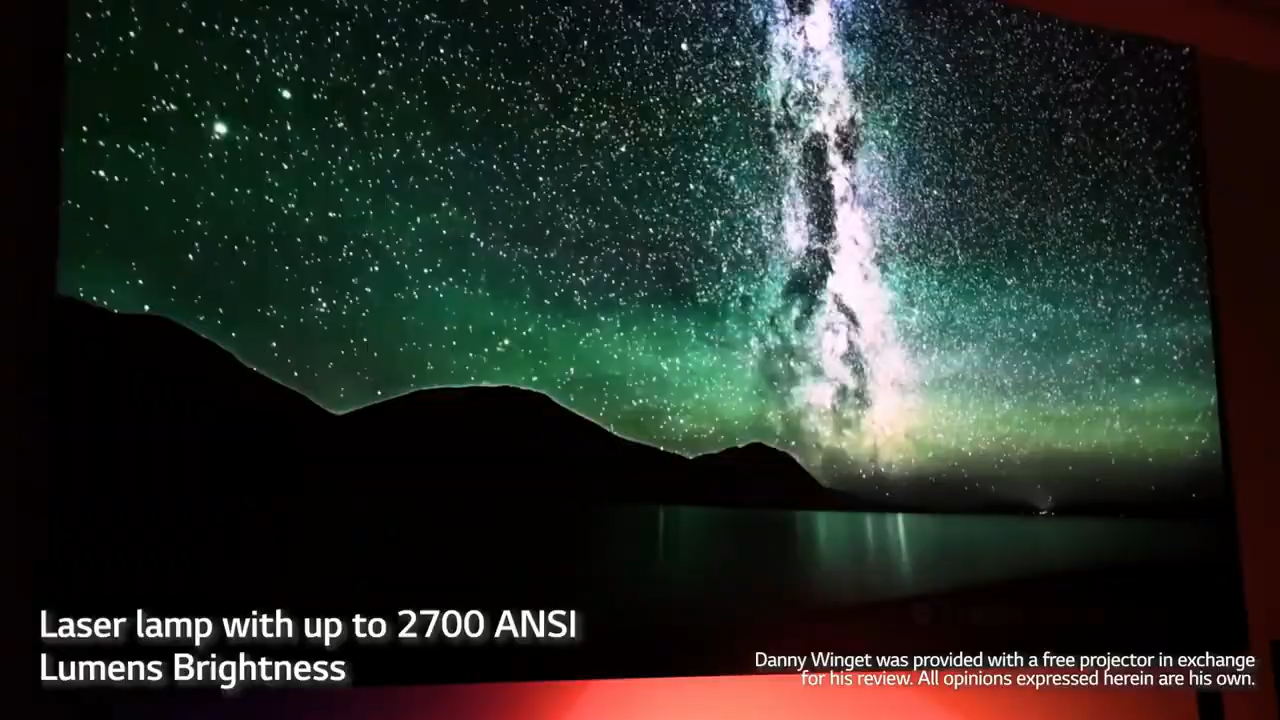 Laser lamp with up to 2700 ANSI
Lumens Brightness
Danny Winget was provided with a free projector in exchange
for his review. All opinions expressed herein are his own.